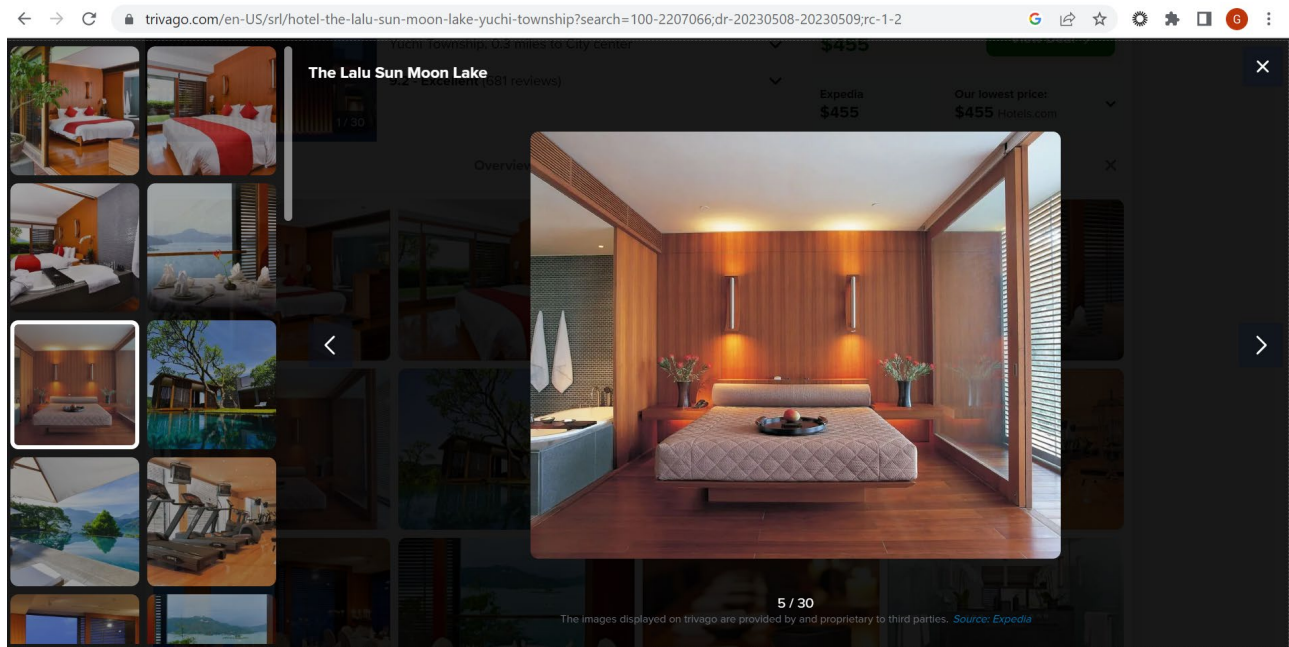 trivago.com/en-US/srl/hotel-the-lalu-sun-moon-lake-yuchi-township?search=100-2207066;dr-20230508-20230509;rc-1-2
G
Yuchi Township, 0.3 miles to City center
$455
The Lalu Sun Moon Lake
9.2 - Excellent (681 reviews)
Expedia
Our lowest price:
$455
$455 Hotels.com
1/30
Overview
5 / 30
The images displayed on trivago are provided by and proprietary to third parties. Source: Expedia